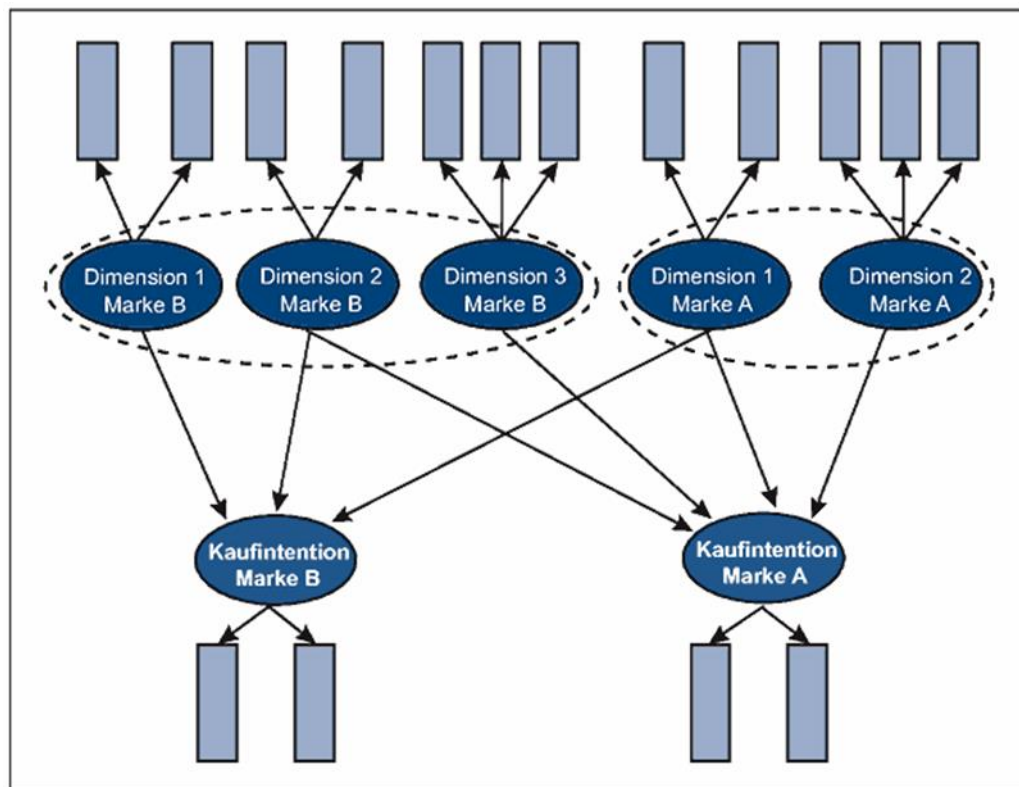 Dimension 1
Marke B
Dimension 2
Marke B
Dimension 3
Marke B
Dimension 1
Marke A
Dimension 2
Marke A
Kaufintention
Marke B
Kaufintention
Marke A